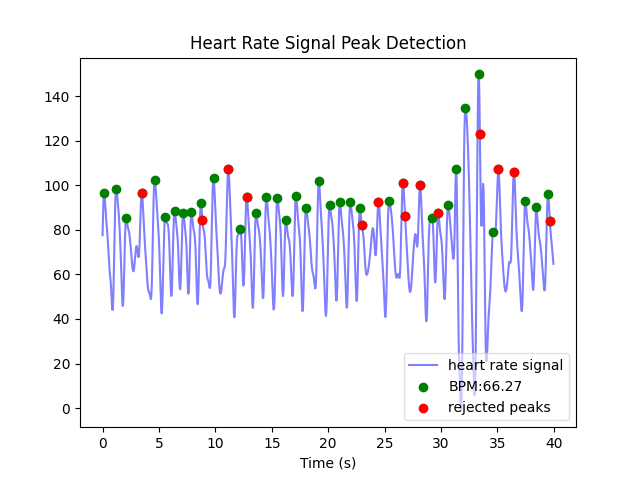 Heart Rate Signal Peak Detection
140
120
100
80
60
40
20
0
heart rate signal
BPM:66.27
rejected peaks
0 5 10 15 20 25 30 35 40
Time (s)